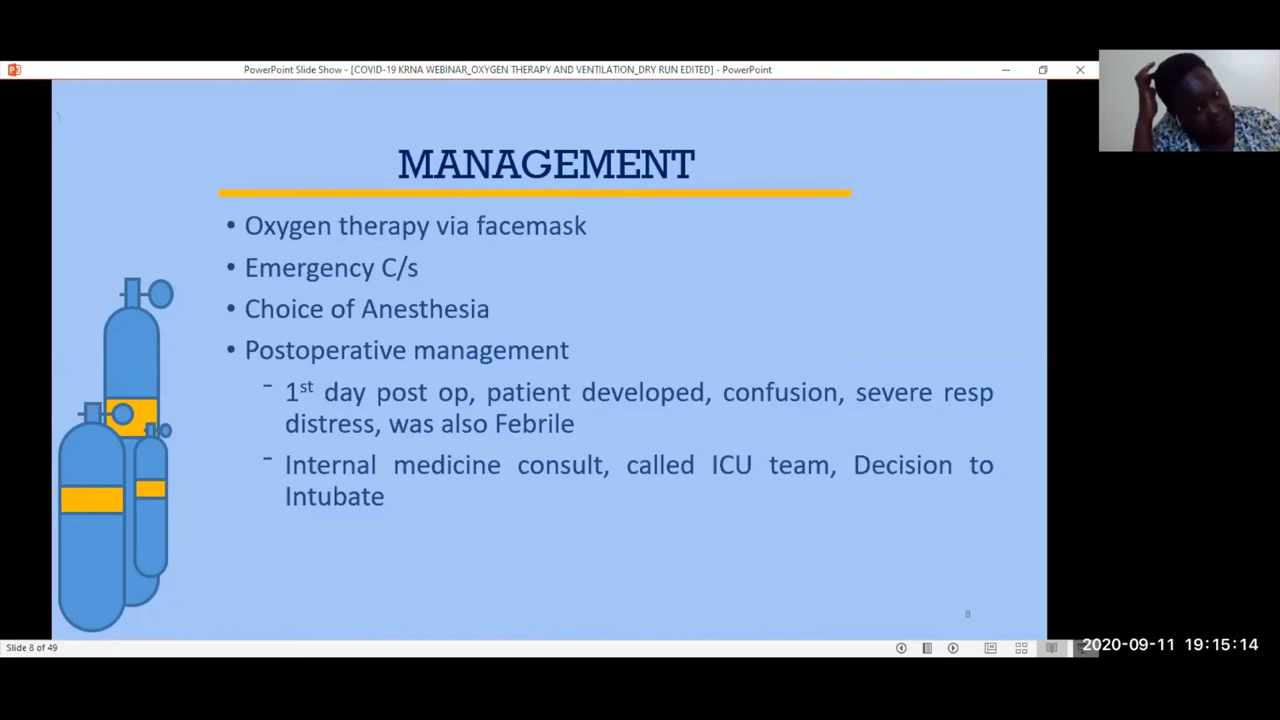 PowerPoint Slide Show - [COVID-19 KRNA WEBINAR_OXYGEN THERAPY AND VENTILATION_DRY RUN EDITED] - PowerPoint
MANAGEMENT
• Oxygen therapy via facemask
• Emergency C/s
• Choice of Anesthesia
• Postoperative management
- 1st day post op, patient developed, confusion, severe resp
distress, was also Febrile
- Internal medicine consult, called ICU team, Decision to
Intubate
8
Slide 8 of 49
2020-09-11 19:15:14